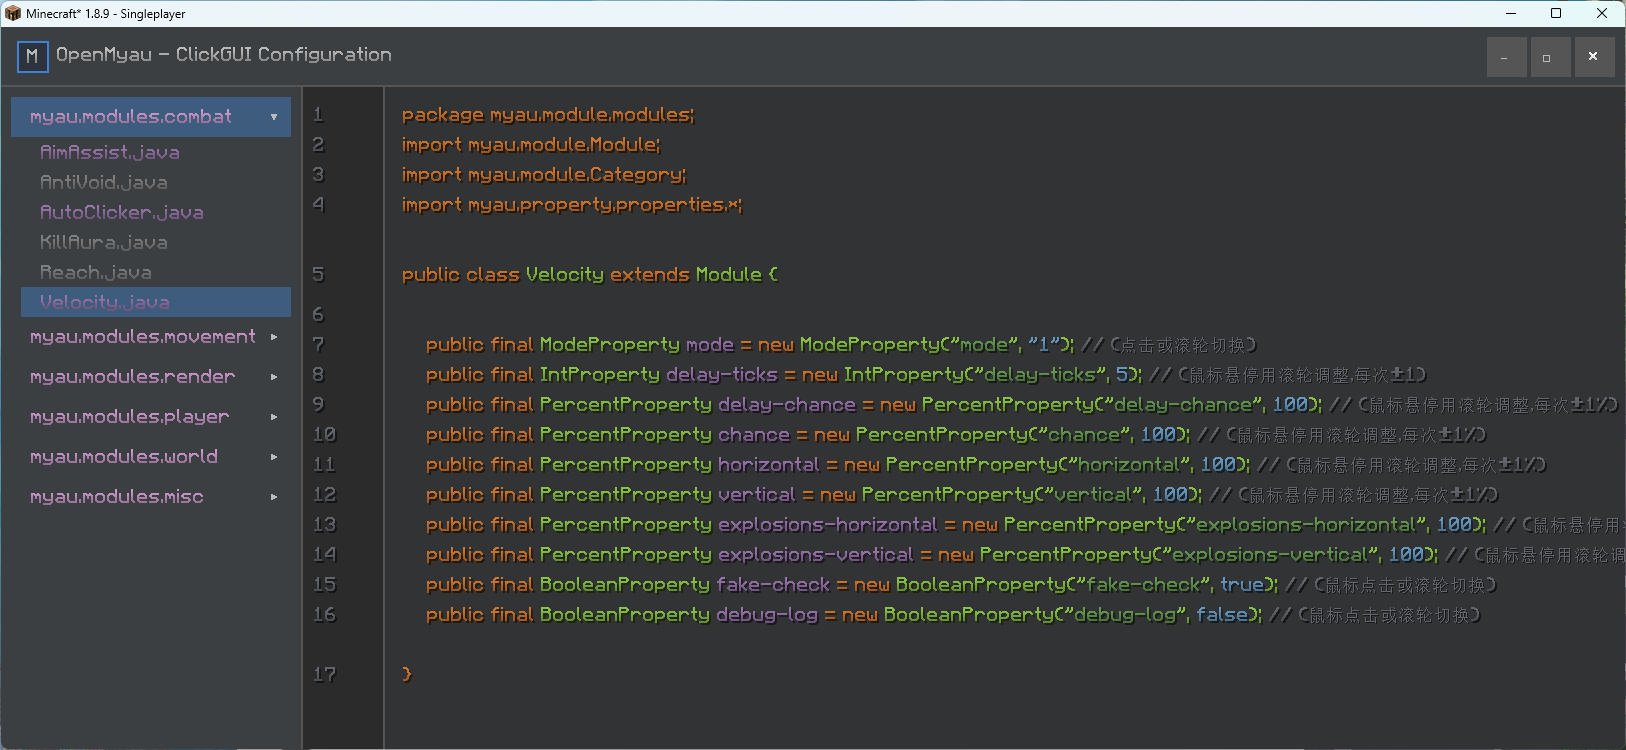 Minecraft* 1.8.9 - Singleplayer
M OpenMyau - ClickGUI Configuration
myau.modules.combat
AimAssist.java
AntiVoid.java
AutoClicker.java
KillAura.java
Reach.java
Velocity.java
myau.modules.movement
myau.modules.render
myau.modules.player
myau.modules.world
myau.modules.misc
1 package myau.module.modules;
2 import myau.module.Module;
3 import myau.module.Category;
4 import myau.property.properties.*;
5 public class Velocity extends Module {
6
7 public final ModeProperty mode = new ModeProperty("mode", "1"); // (点击或滚轮切换)
8 public final IntProperty delay-ticks = new IntProperty("delay-ticks", 5); // (鼠标悬停用滚轮调整,每次±1)
9 public final PercentProperty delay-chance = new PercentProperty("delay-chance", 100); // (鼠标悬停用滚轮调整,每次±1%)
10 public final PercentProperty chance = new PercentProperty("chance", 100); // (鼠标悬停用滚轮调整,每次±1%)
11 public final PercentProperty horizontal = new PercentProperty("horizontal", 100); // (鼠标悬停用滚轮调整,每次±1%)
12 public final PercentProperty vertical = new PercentProperty("vertical", 100); // (鼠标悬停用滚轮调整,每次±1%)
13 public final PercentProperty explosions-horizontal = new PercentProperty("explosions-horizontal", 100); // (鼠标悬停用
14 public final PercentProperty explosions-vertical = new PercentProperty("explosions-vertical", 100); // (鼠标悬停用滚轮调
15 public final BooleanProperty fake-check = new BooleanProperty("fake-check", true); // (鼠标点击或滚轮切换)
16 public final BooleanProperty debug-log = new BooleanProperty("debug-log", false); // (鼠标点击或滚轮切换)
17 }